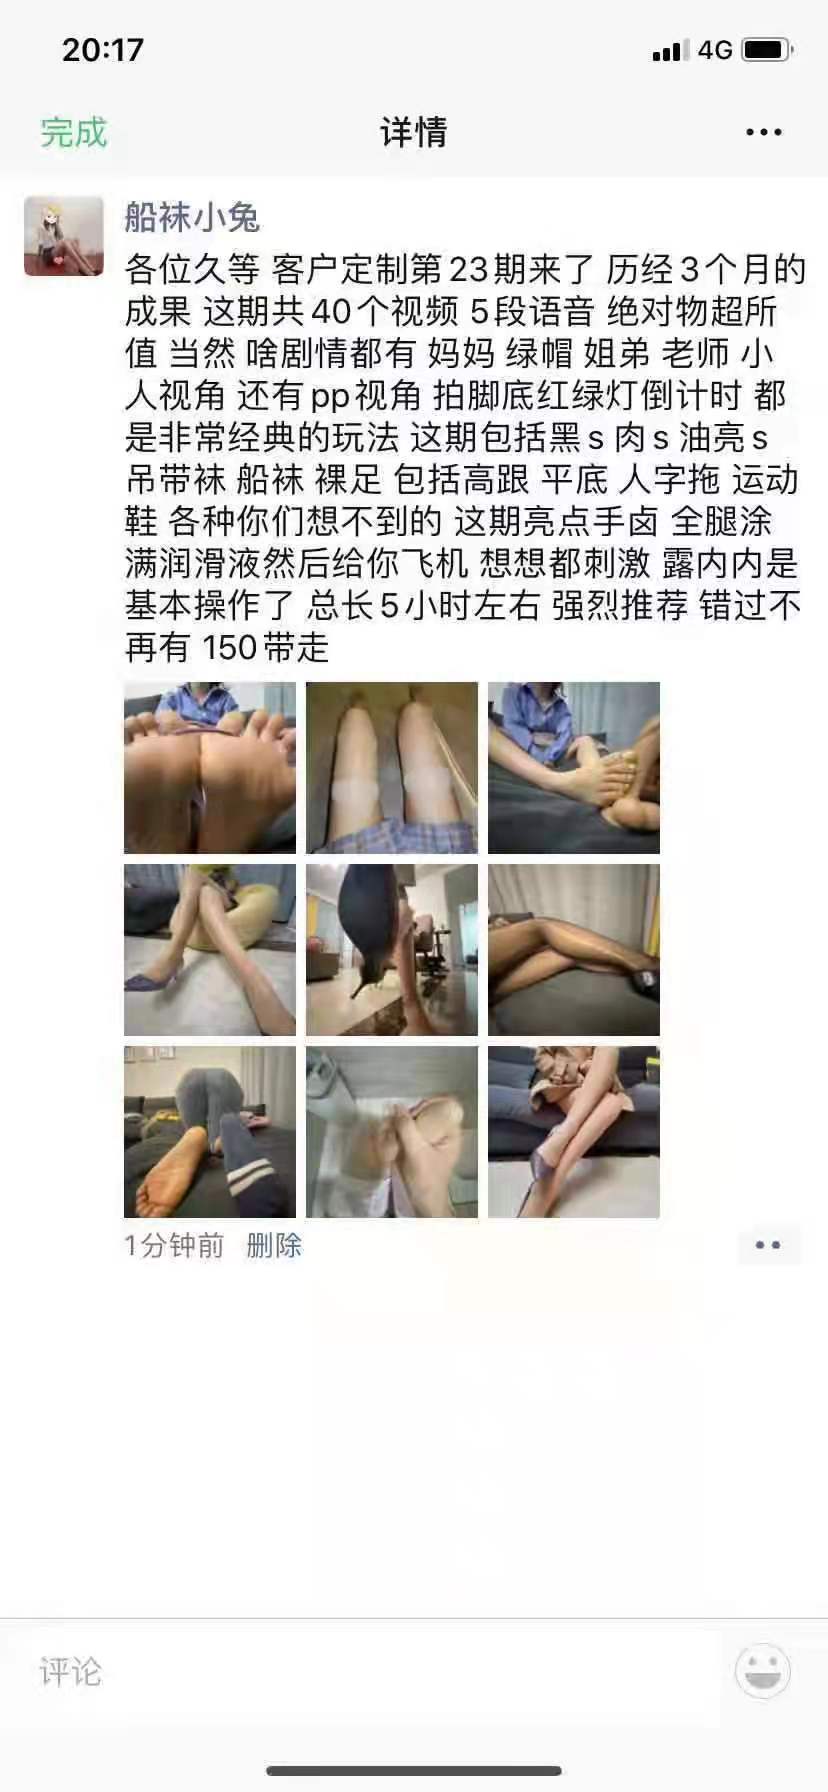 20:17
4G
完成
详情
船袜小兔
各位久等 客户定制第23期来了 历经3个月的
成果 这期共40个视频 5段语音 绝对物超所
值 当然 啥剧情都有 妈妈 绿帽 姐弟 老师 小
人视角 还有pp视角 拍脚底红绿灯倒计时 都
是非常经典的玩法 这期包括黑s 肉s 油亮s
吊带袜 船袜 裸足 包括高跟 平底 人字拖 运动
鞋 各种你们想不到的 这期亮点手卤 全腿涂
满润滑液然后给你飞机 想想都刺激 露内内是
基本操作了 总长5小时左右 强烈推荐 错过不
再有 150带走
1分钟前 删除
评论